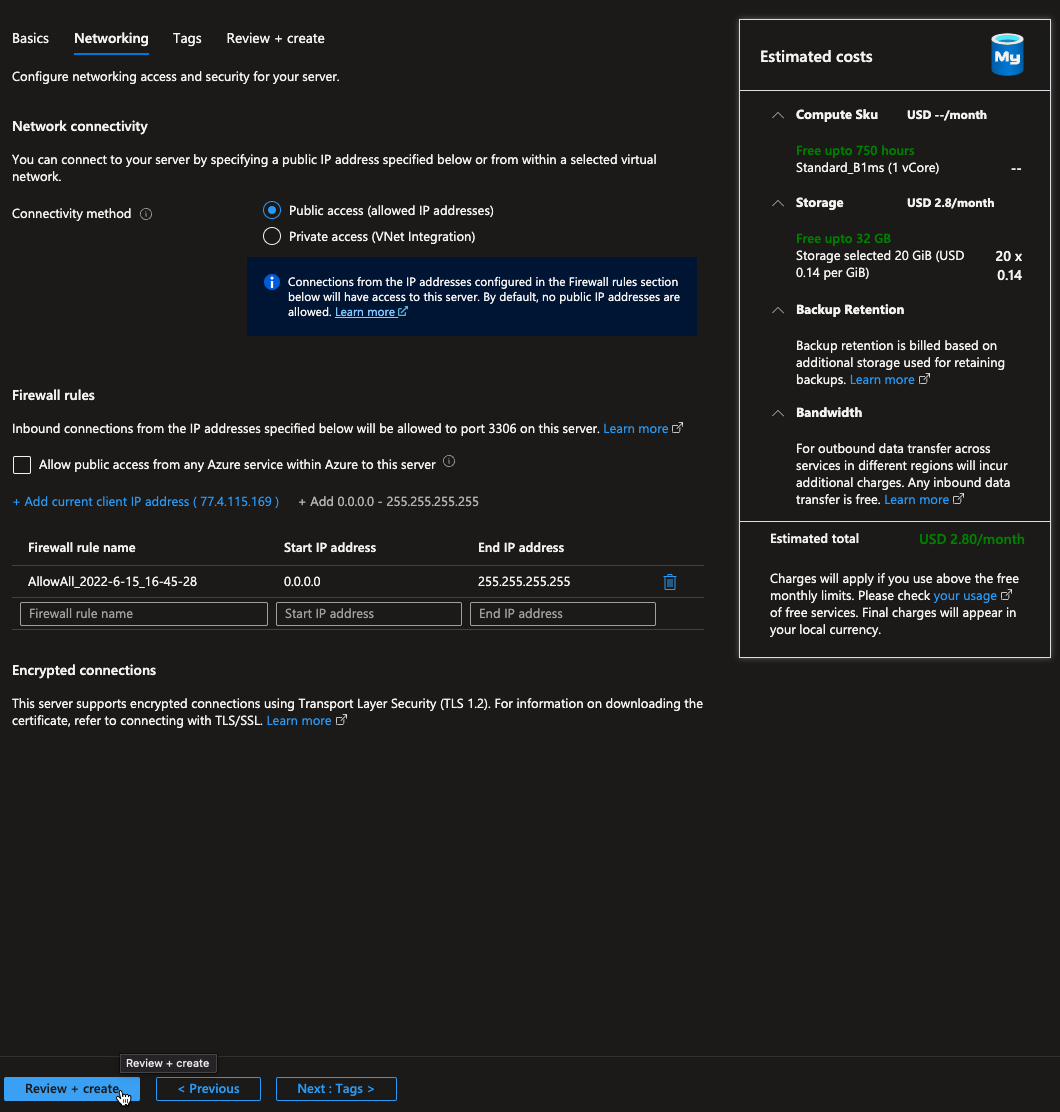 Basics Networking Tags Review + create
Configure networking access and security for your server.
Network connectivity
You can connect to your server by specifying a public IP address specified below or from within a selected virtual
network.
Connectivity method
Public access (allowed IP addresses)
Private access (VNet Integration)
Connections from the IP addresses configured in the Firewall rules section
below will have access to this server. By default, no public IP addresses are
allowed. Learn more
Firewall rules
Inbound connections from the IP addresses specified below will be allowed to port 3306 on this server. Learn more
Allow public access from any Azure service within Azure to this server
+ Add current client IP address ( 77.4.115.169 ) + Add 0.0.0.0 - 255.255.255.255
Firewall rule name Start IP address End IP address
AllowAll_2022-6-15_16-45-28 0.0.0.0 255.255.255.255
Firewall rule name Start IP address End IP address
Encrypted connections
This server supports encrypted connections using Transport Layer Security (TLS 1.2). For information on downloading the
certificate, refer to connecting with TLS/SSL. Learn more
Estimated costs
My
Compute Sku USD --/month
Free upto 750 hours
Standard_B1ms (1 vCore) --
Storage USD 2.8/month
Free upto 32 GB
Storage selected 20 GiB (USD 20 x
0.14 per GiB) 0.14
Backup Retention
Backup retention is billed based on
additional storage used for retaining
backups. Learn more
Bandwidth
For outbound data transfer across
services in different regions will incur
additional charges. Any inbound data
transfer is free. Learn more
Estimated total USD 2.80/month
Charges will apply if you use above the free
monthly limits. Please check your usage
of free services. Final charges will appear in
your local currency.
Review + create
Review + create < Previous Next : Tags >